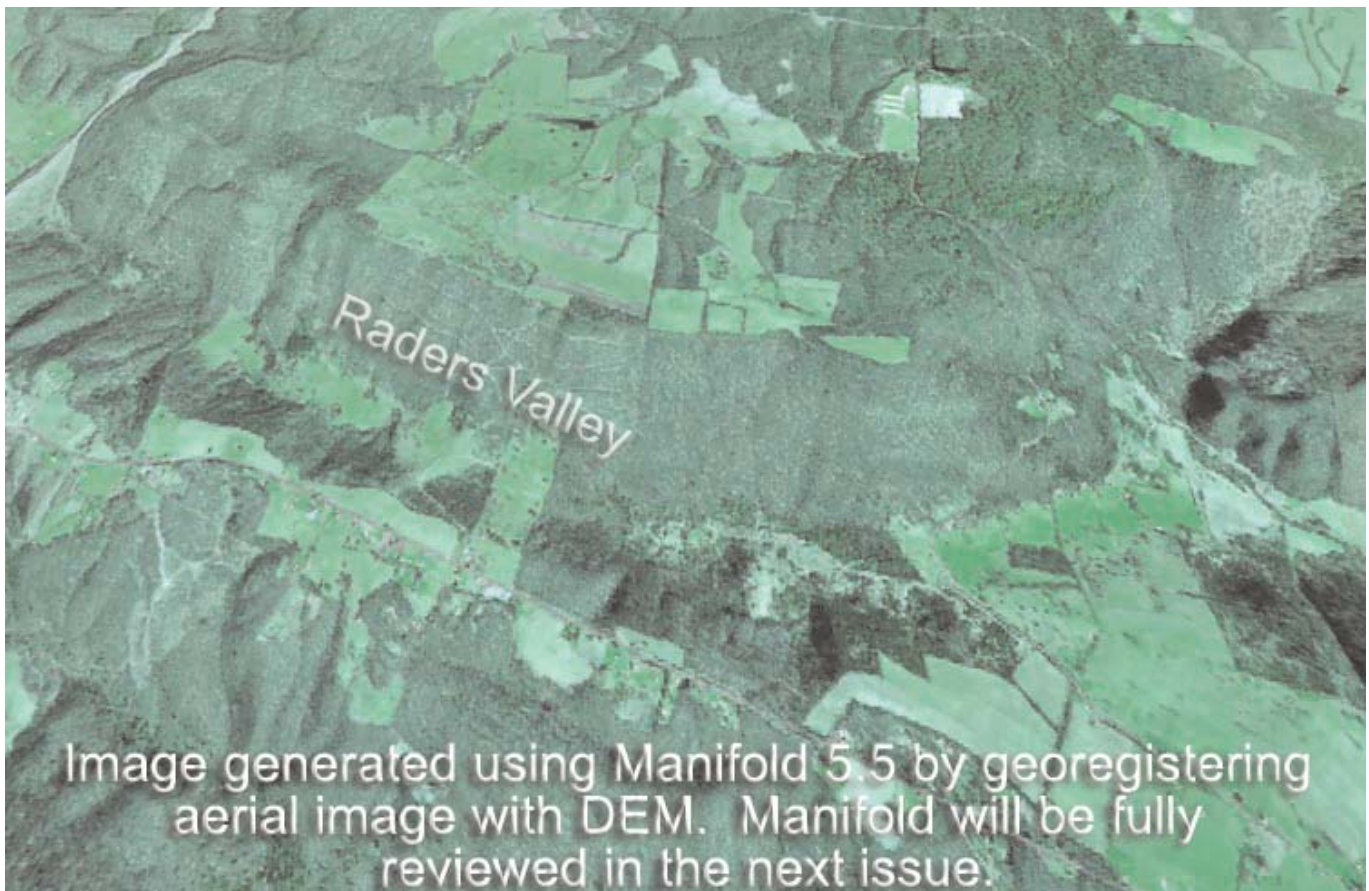 Raders Valley
Image generated using Manifold 5.5 by georegistering
aerial image with DEM.  Manifold will be fully
reviewed in the next issue.